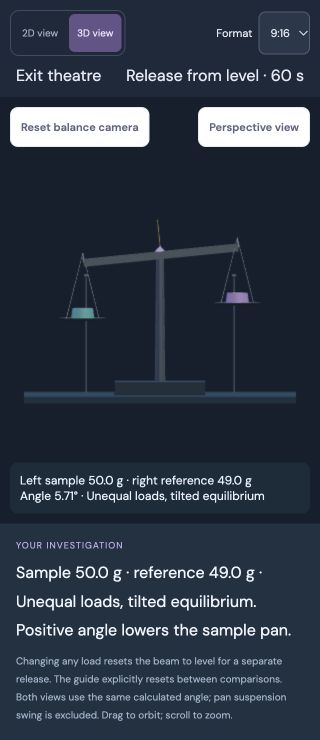 2D view 3D view Format 9:16
Exit theatre Release from level · 60 s
Reset balance camera Perspective view
Left sample 50.0 g · right reference 49.0 g
Angle 5.71° · Unequal loads, tilted equilibrium
YOUR INVESTIGATION
Sample 50.0 g · reference 49.0 g ·
Unequal loads, tilted equilibrium.
Positive angle lowers the sample pan.
Changing any load resets the beam to level for a separate
release. The guide explicitly resets between comparisons.
Both views use the same calculated angle; pan suspension
swing is excluded. Drag to orbit; scroll to zoom.